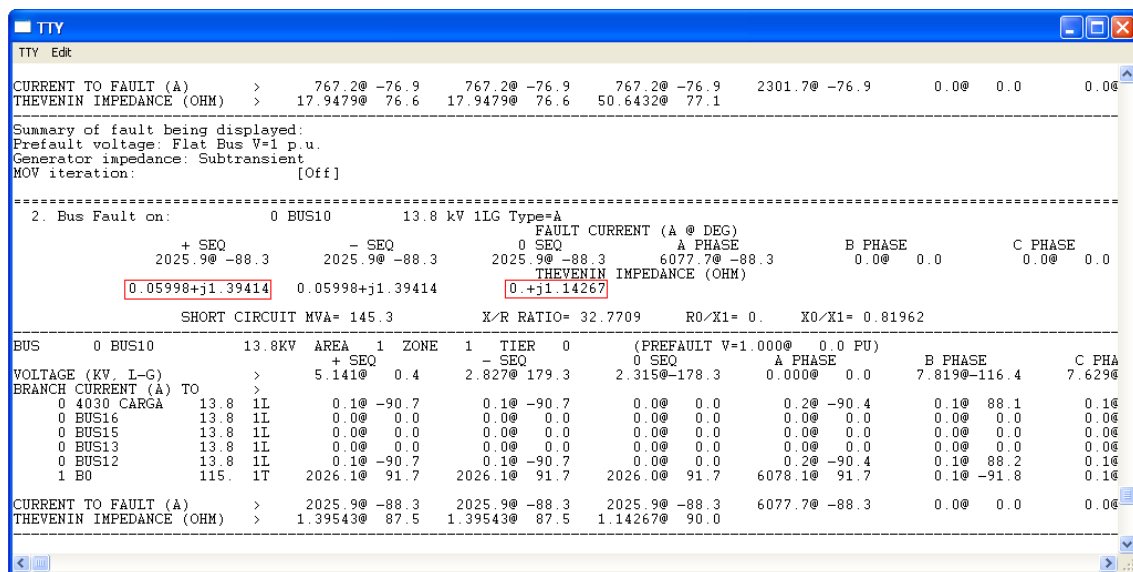 TTY
TTY Edit
CURRENT TO FAULT (A) > 767.2@ -76.9 767.2@ -76.9 767.2@ -76.9 2301.7@ -76.9 0.0@ 0.0 0.0@
THEVENIN IMPEDANCE (OHM) > 17.9479@ 76.6 17.9479@ 76.6 50.6432@ 77.1
Summary of fault being displayed:
Prefault voltage: Flat Bus V=1 p.u.
Generator impedance: Subtransient
MOV iteration: [Off]
2. Bus Fault on: 0 BUS10 13.8 kV 1LG Type=A
FAULT CURRENT (A @ DEG)
+ SEQ - SEQ 0 SEQ A PHASE B PHASE C PHASE
2025.9@ -88.3 2025.9@ -88.3 2025.9@ -88.3 6077.7@ -88.3 0.0@ 0.0 0.0@ 0.0
THEVENIN IMPEDANCE (OHM)
0.05998+j1.39414 0.05998+j1.39414 0.+j1.14267
SHORT CIRCUIT MVA= 145.3 X/R RATIO= 32.7709 R0/X1= 0. X0/X1= 0.81962
BUS 0 BUS10 13.8KV AREA 1 ZONE 1 TIER 0 (PREFAULT V=1.000@ 0.0 PU)
+ SEQ - SEQ 0 SEQ A PHASE B PHASE C PHA
VOLTAGE (KV, L-G) > 5.141@ 0.4 2.827@ 179.3 2.315@-178.3 0.000@ 0.0 7.819@-116.4 7.629@
BRANCH CURRENT (A) TO >
0 4030 CARGA 13.8 1L 0.1@ -90.7 0.1@ -90.7 0.0@ 0.0 0.2@ -90.4 0.1@ 88.1 0.1@
0 BUS16 13.8 1L 0.0@ 0.0 0.0@ 0.0 0.0@ 0.0 0.0@ 0.0 0.0@ 0.0 0.0@
0 BUS15 13.8 1L 0.0@ 0.0 0.0@ 0.0 0.0@ 0.0 0.0@ 0.0 0.0@ 0.0 0.0@
0 BUS13 13.8 1L 0.0@ 0.0 0.0@ 0.0 0.0@ 0.0 0.0@ 0.0 0.0@ 0.0 0.0@
0 BUS12 13.8 1L 0.1@ -90.7 0.1@ -90.7 0.0@ 0.0 0.2@ -90.4 0.1@ 88.2 0.1@
1 B0 115. 1T 2026.1@ 91.7 2026.1@ 91.7 2026.0@ 91.7 6078.1@ 91.7 0.1@ -91.8 0.1@
CURRENT TO FAULT (A) > 2025.9@ -88.3 2025.9@ -88.3 2025.9@ -88.3 6077.7@ -88.3 0.0@ 0.0 0.0@
THEVENIN IMPEDANCE (OHM) > 1.39543@ 87.5 1.39543@ 87.5 1.14267@ 90.0